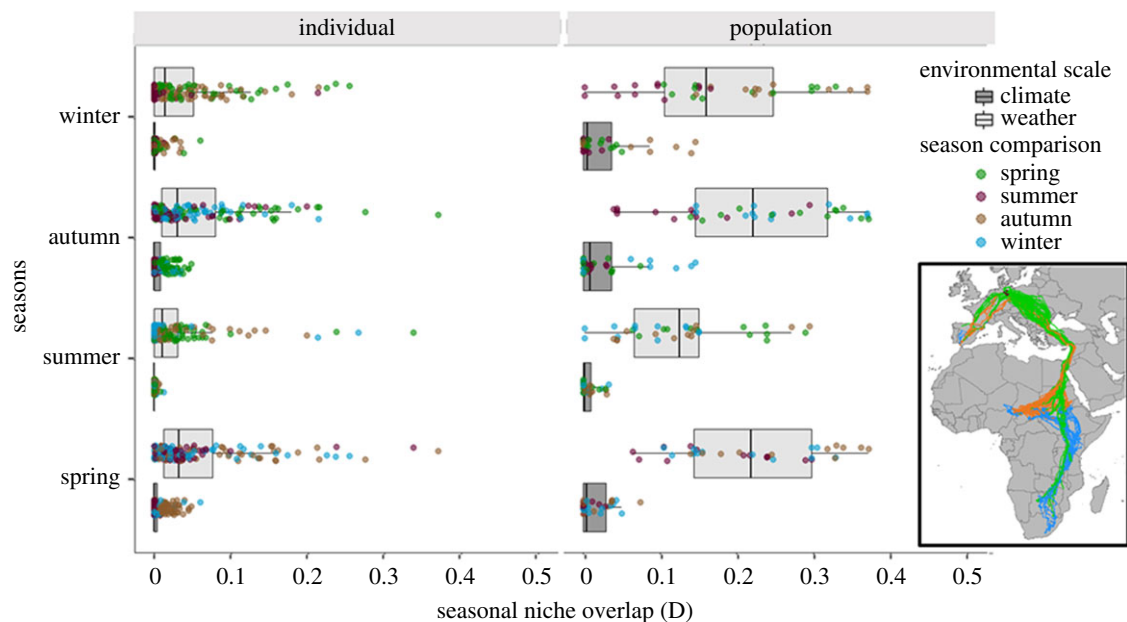 individual
population
environmental scale
climate
weather
season comparison
spring
summer
autumn
winter
seasons
winter
autumn
summer
spring
0 0.1 0.2 0.3 0.4 0.5
0 0.1 0.2 0.3 0.4 0.5
seasonal niche overlap (D)